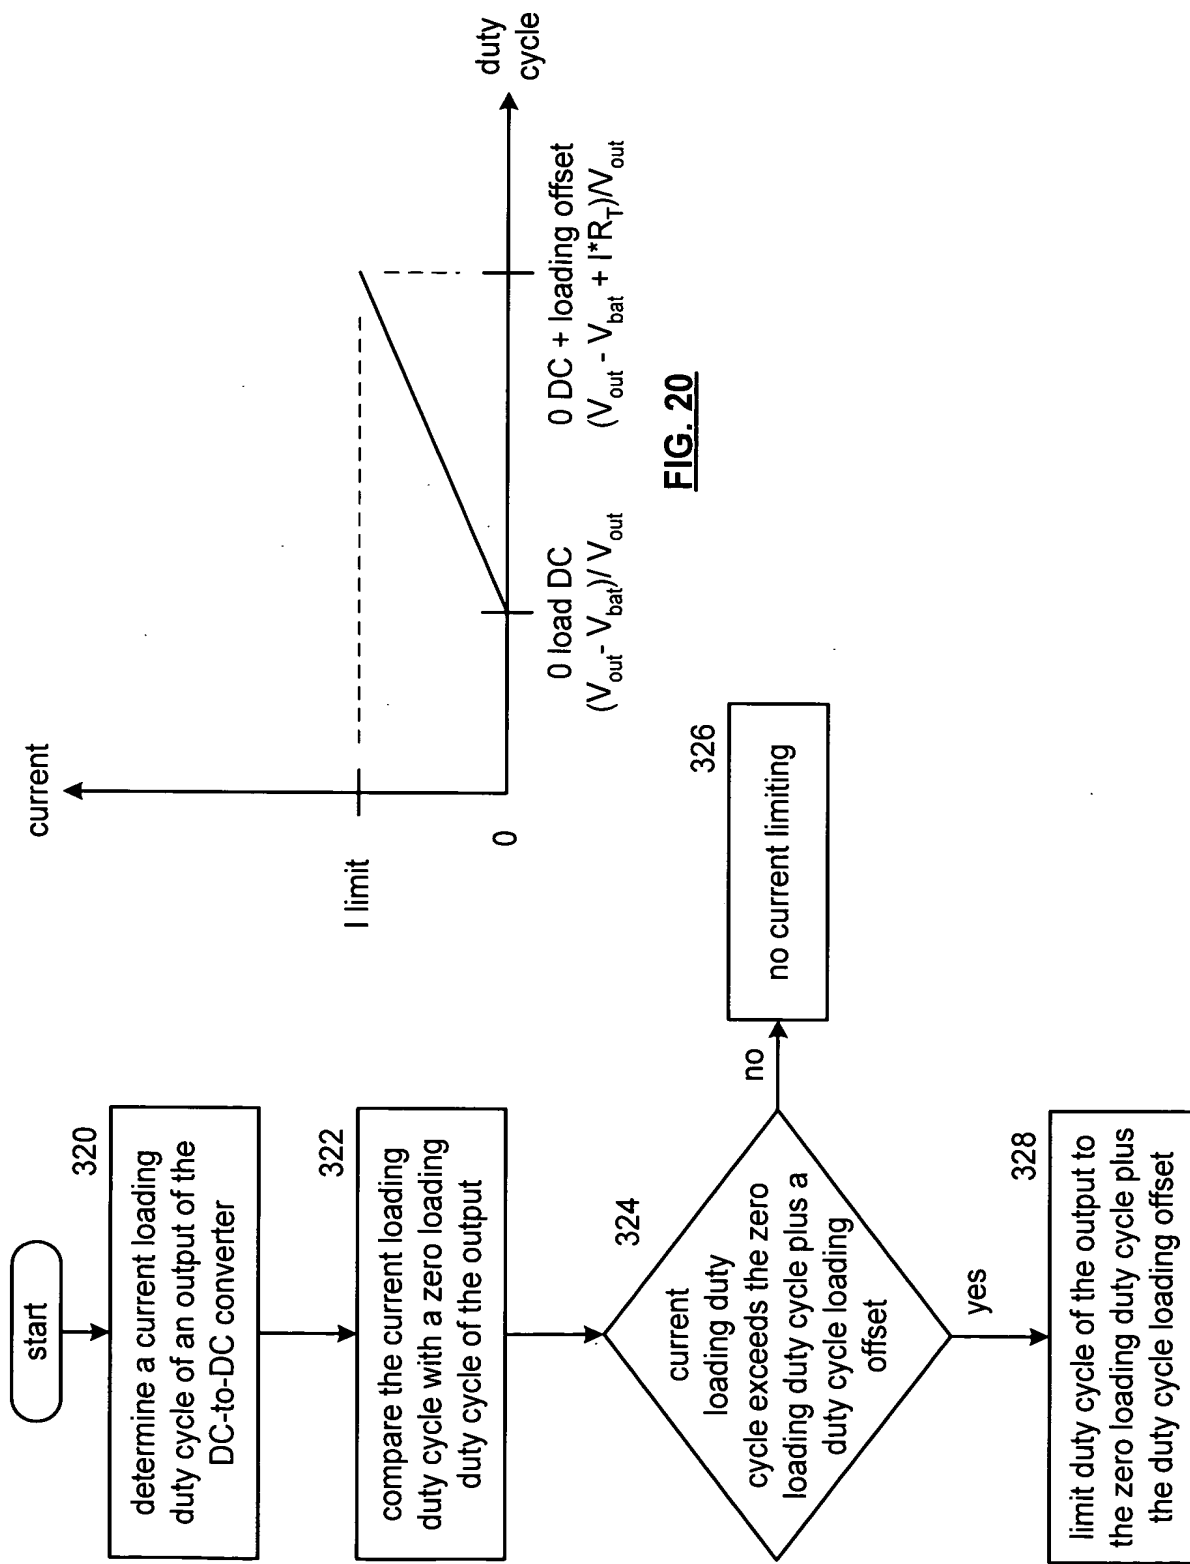 start
320
determine a current loading
duty cycle of an output of the
DC-to-DC converter
322
compare the current loading
duty cycle with a zero loading
duty cycle of the output
324
current
loading duty
cycle exceeds the zero
loading duty cycle plus a
duty cycle loading
offset
no
326
no current limiting
yes
328
limit duty cycle of the output to
the zero loading duty cycle plus
the duty cycle loading offset
current
I limit
0
duty
cycle
0 load DC
(V_out - V_bat)/ V_out
0 DC + loading offset
(V_out - V_bat + I*R_T)/V_out
FIG. 20